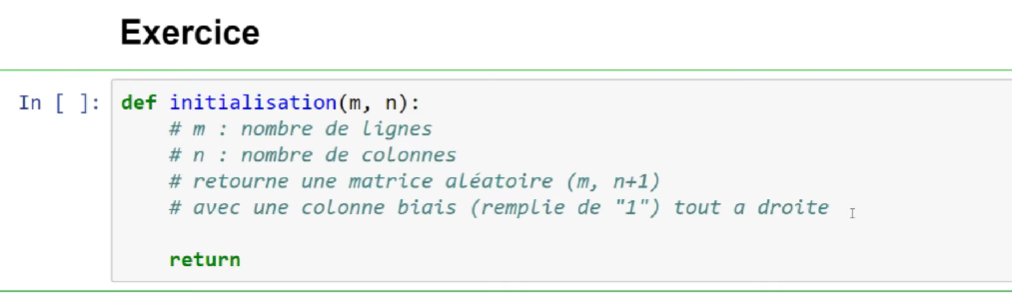 Exercice
In [ ]: def initialisation(m, n):
# m : nombre de lignes
# n : nombre de colonnes
# retourne une matrice aléatoire (m, n+1)
# avec une colonne biais (remplie de "1") tout a droite
return